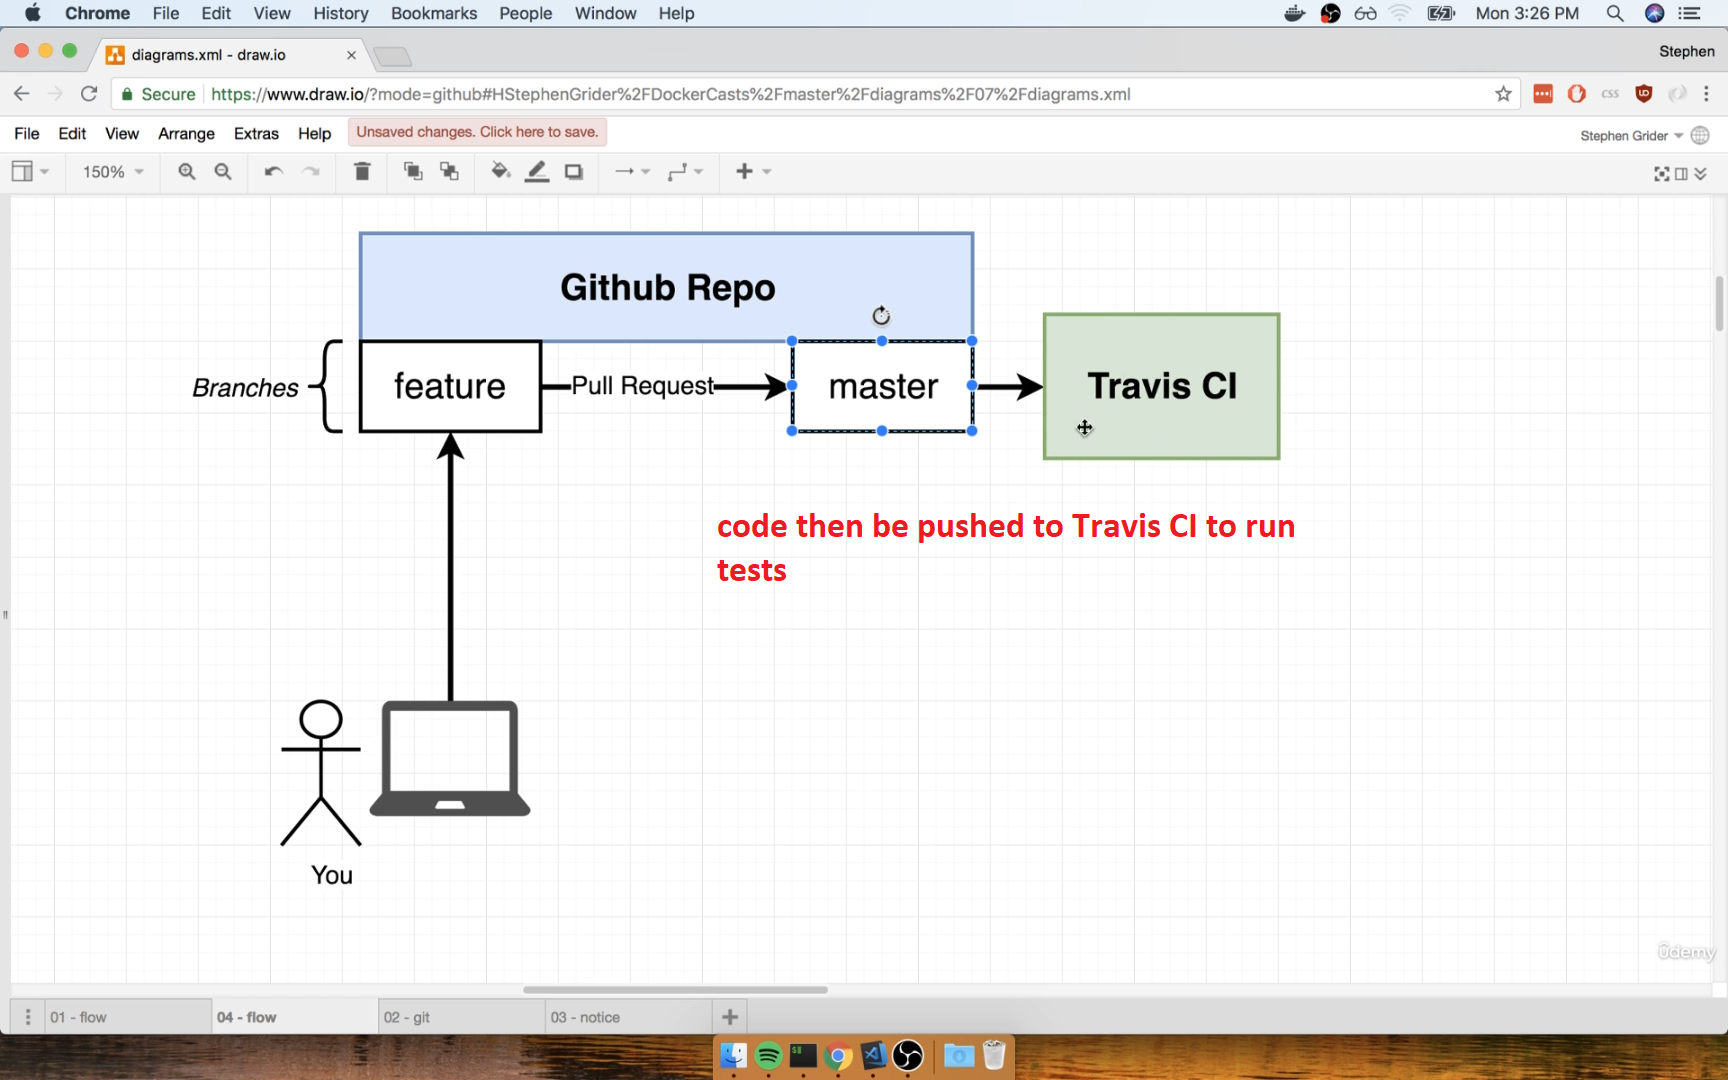 Chrome File Edit View History Bookmarks People Window Help Mon 3:26 PM
diagrams.xml - draw.io Stephen
Secure https://www.draw.io/?mode=github#HStephenGrider%2FDockerCasts%2Fmaster%2Fdiagrams%2F07%2Fdiagrams.xml CSS
File Edit View Arrange Extras Help Unsaved changes. Click here to save. Stephen Grider
150%
Github Repo
Branches feature Pull Request master Travis CI
code then be pushed to Travis CI to run
tests
You
ûdemy
01 - flow 04 - flow 02 - git 03 - notice